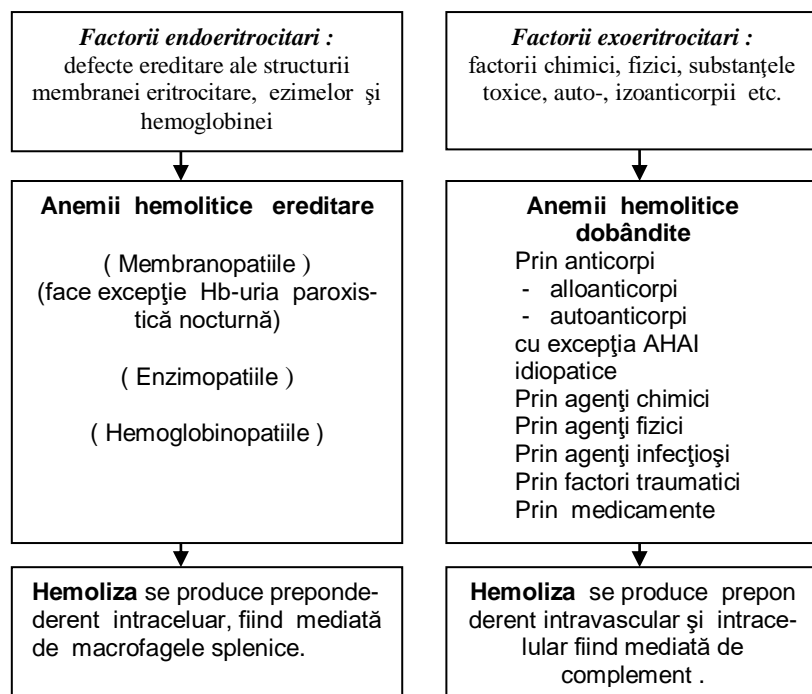 Factorii endoeritrocitari :
defecte ereditare ale structurii
membranei eritrocitare, ezimelor şi
hemoglobinei
Factorii exoeritrocitari :
factorii chimici, fizici, substanţele
toxice, auto-, izoanticorpii etc.
Anemii hemolitice ereditare
( Membranopatiile )
(face excepţie Hb-uria paroxis-
tică nocturnă)
( Enzimopatiile )
( Hemoglobinopatiile )
Anemii hemolitice
dobândite
Prin anticorpi
- alloanticorpi
- autoanticorpi
cu excepţia AHAI
idiopatice
Prin agenţi chimici
Prin agenţi fizici
Prin agenţi infecţioşi
Prin factori traumatici
Prin medicamente
Hemoliza se produce preponde-
derent intraceluar, fiind mediată
de macrofagele splenice.
Hemoliza se produce prepon
derent intravascular şi intrace-
lular fiind mediată de
complement .